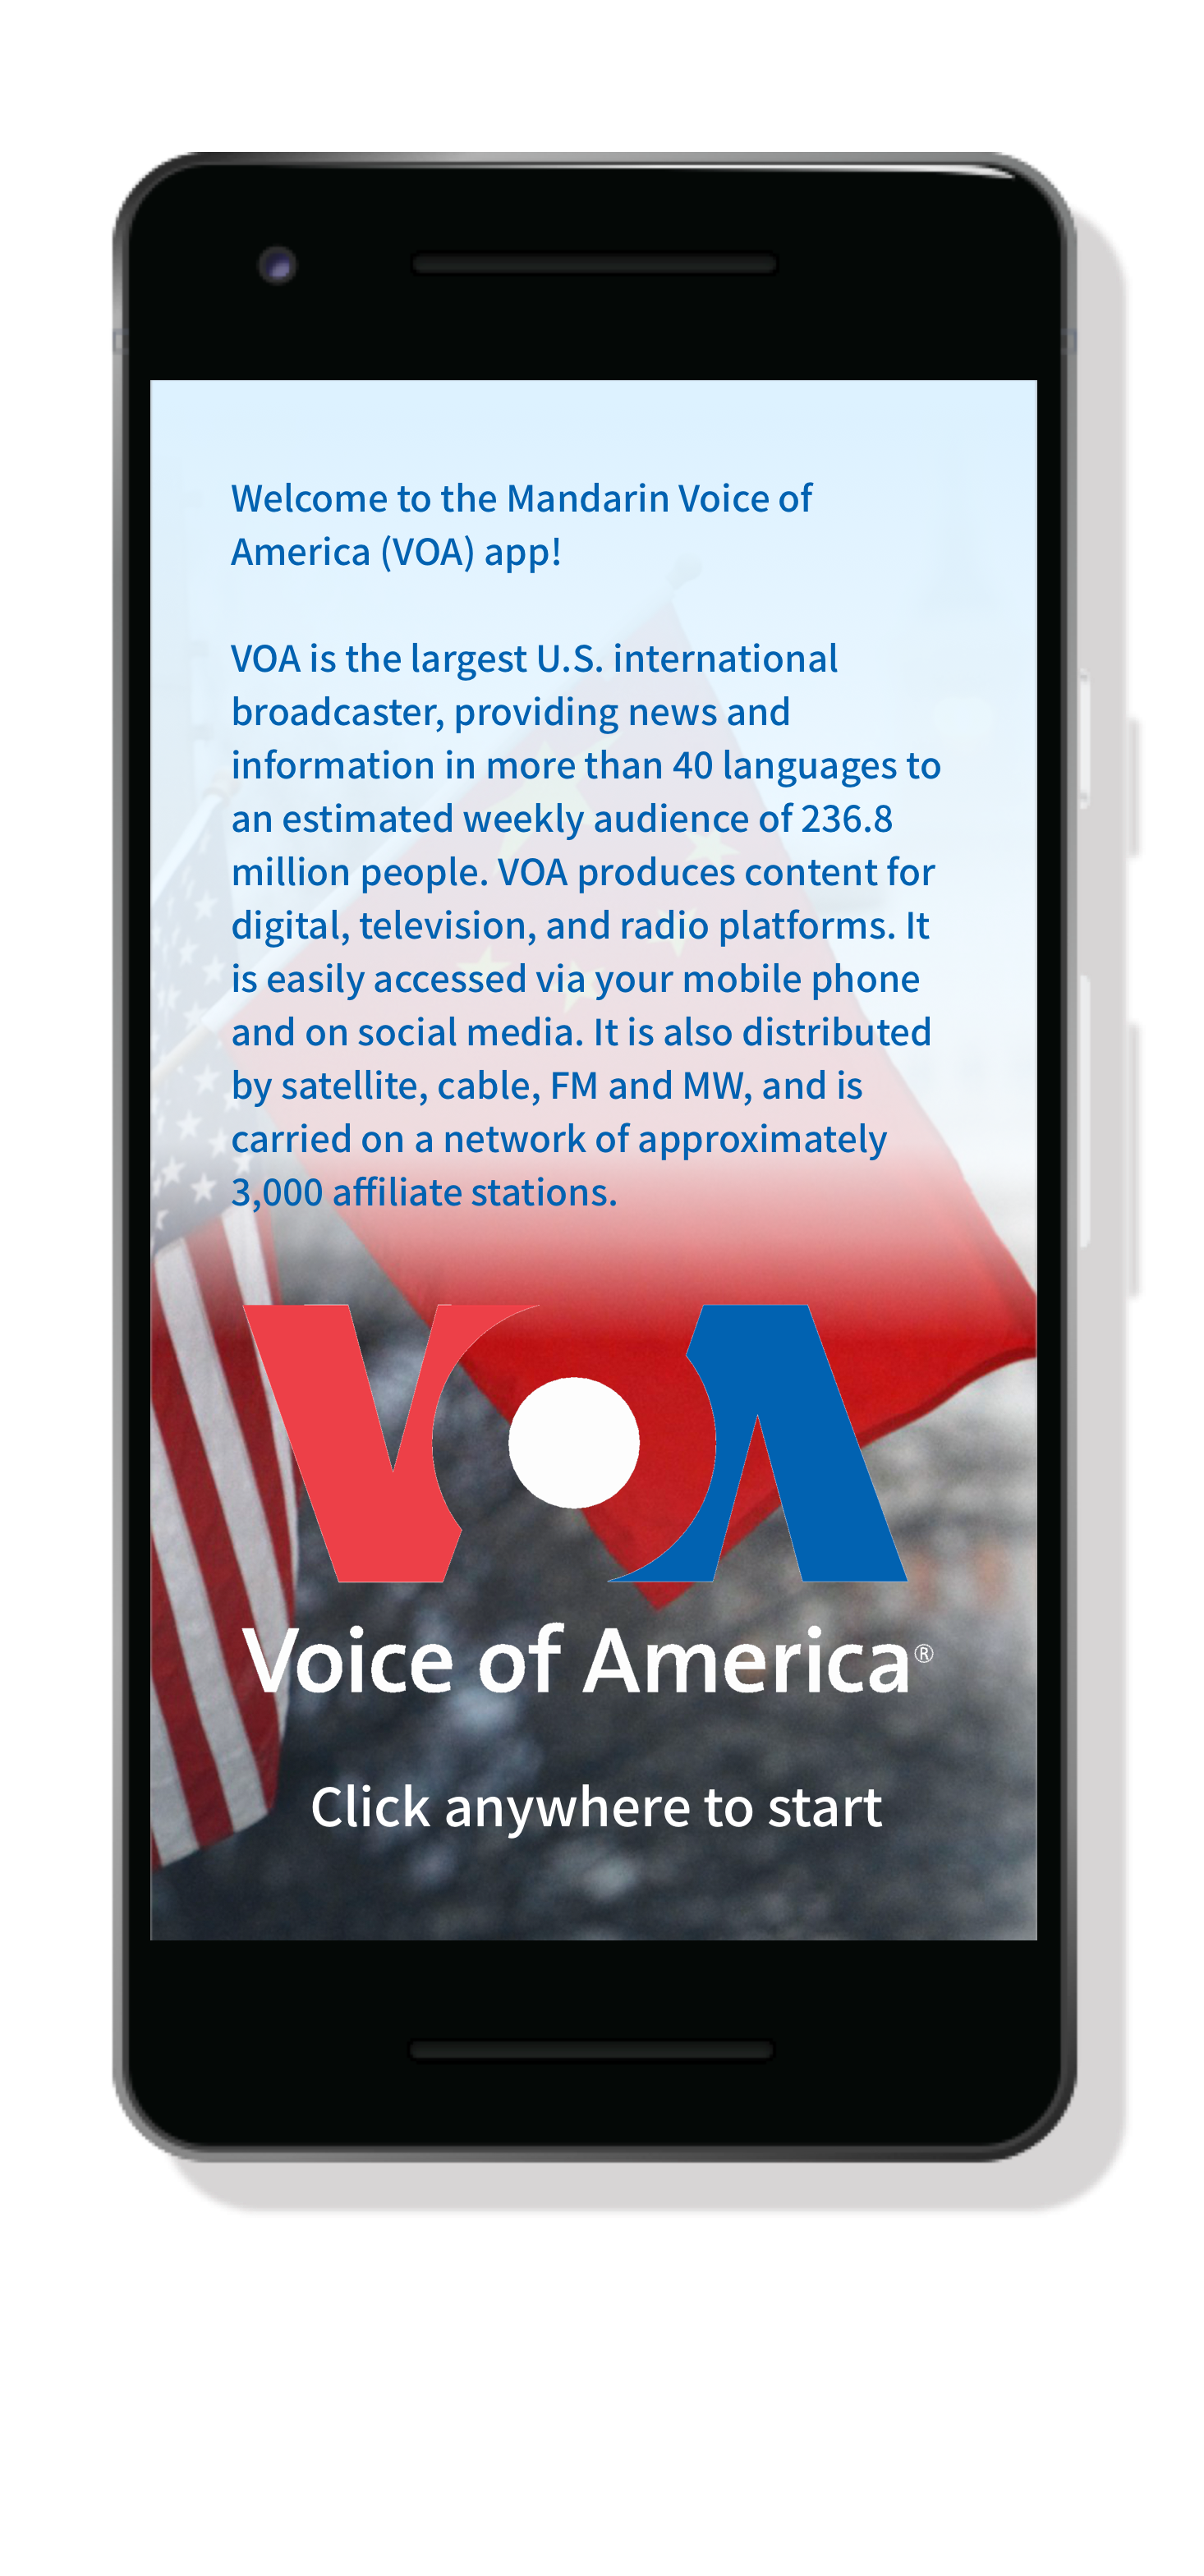 Welcome to the Mandarin Voice of
America (VOA) app!
VOA is the largest U.S. international
broadcaster, providing news and
information in more than 40 languages to
an estimated weekly audience of 236.8
million people. VOA produces content for
digital, television, and radio platforms. It
is easily accessed via your mobile phone
and on social media. It is also distributed
by satellite, cable, FM and MW, and is
carried on a network of approximately
3,000 affiliate stations.
VOA
Voice of America®
Click anywhere to start